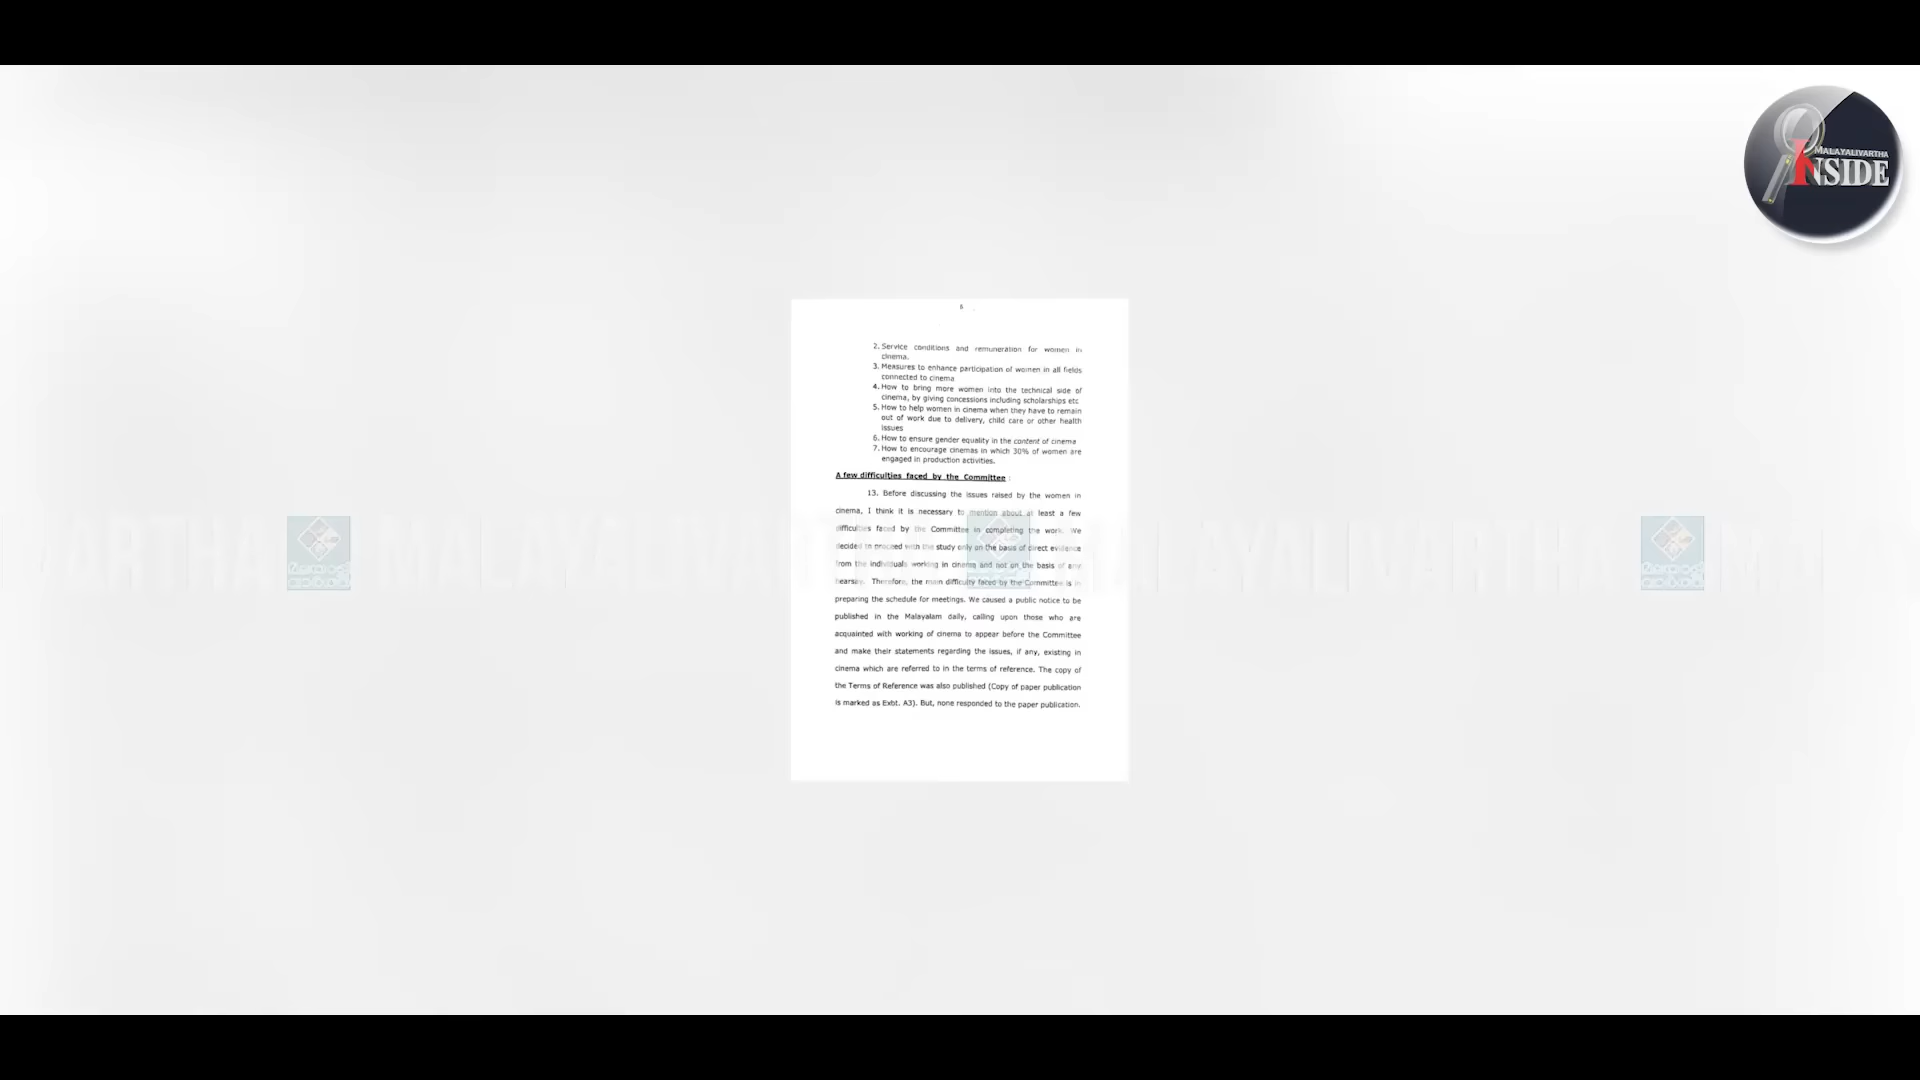 MALAYALIVARTHA
INSIDE
2. Service conditions and remuneration for women in
cinema.
3. Measures to enhance participation of women in all fields
connected to cinema
4. How to bring more women into the technical side of
cinema, by giving concessions including scholarships etc
5. How to help women in cinema when they have to remain
out of work due to delivery, child care or other health
issues
6. How to ensure gender equality in the content of cinema
7. How to encourage cinemas in which 30% of women are
engaged in production activities.
A few difficulties faced by the Committee :
13. Before discussing the issues raised by the women in
cinema, I think it is necessary to mention about at least a few
difficulties faced by the Committee in completing the work. We
decided to proceed with the study only on the basis of direct evidence
from the individuals working in cinema and not on the basis of any
hearsay. Therefore, the main difficulty faced by the Committee is in
preparing the schedule for meetings. We caused a public notice to be
published in the Malayalam daily, calling upon those who are
acquainted with working of cinema to appear before the Committee
and make their statements regarding the issues, if any, existing in
cinema which are referred to in the terms of reference. The copy of
the Terms of Reference was also published (Copy of paper publication
is marked as Exbt. A3). But, none responded to the paper publication.